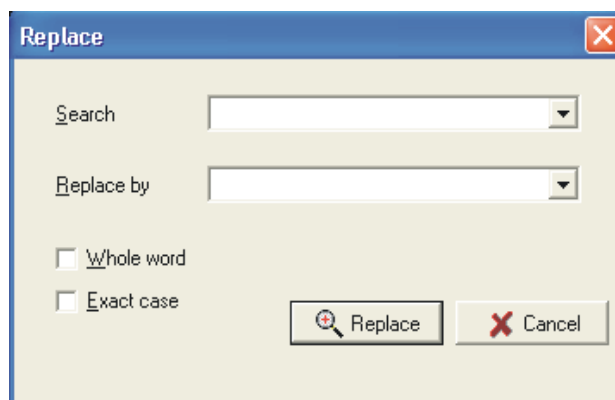 Replace
Search
Replace by
Whole word
Exact case
Replace
Cancel